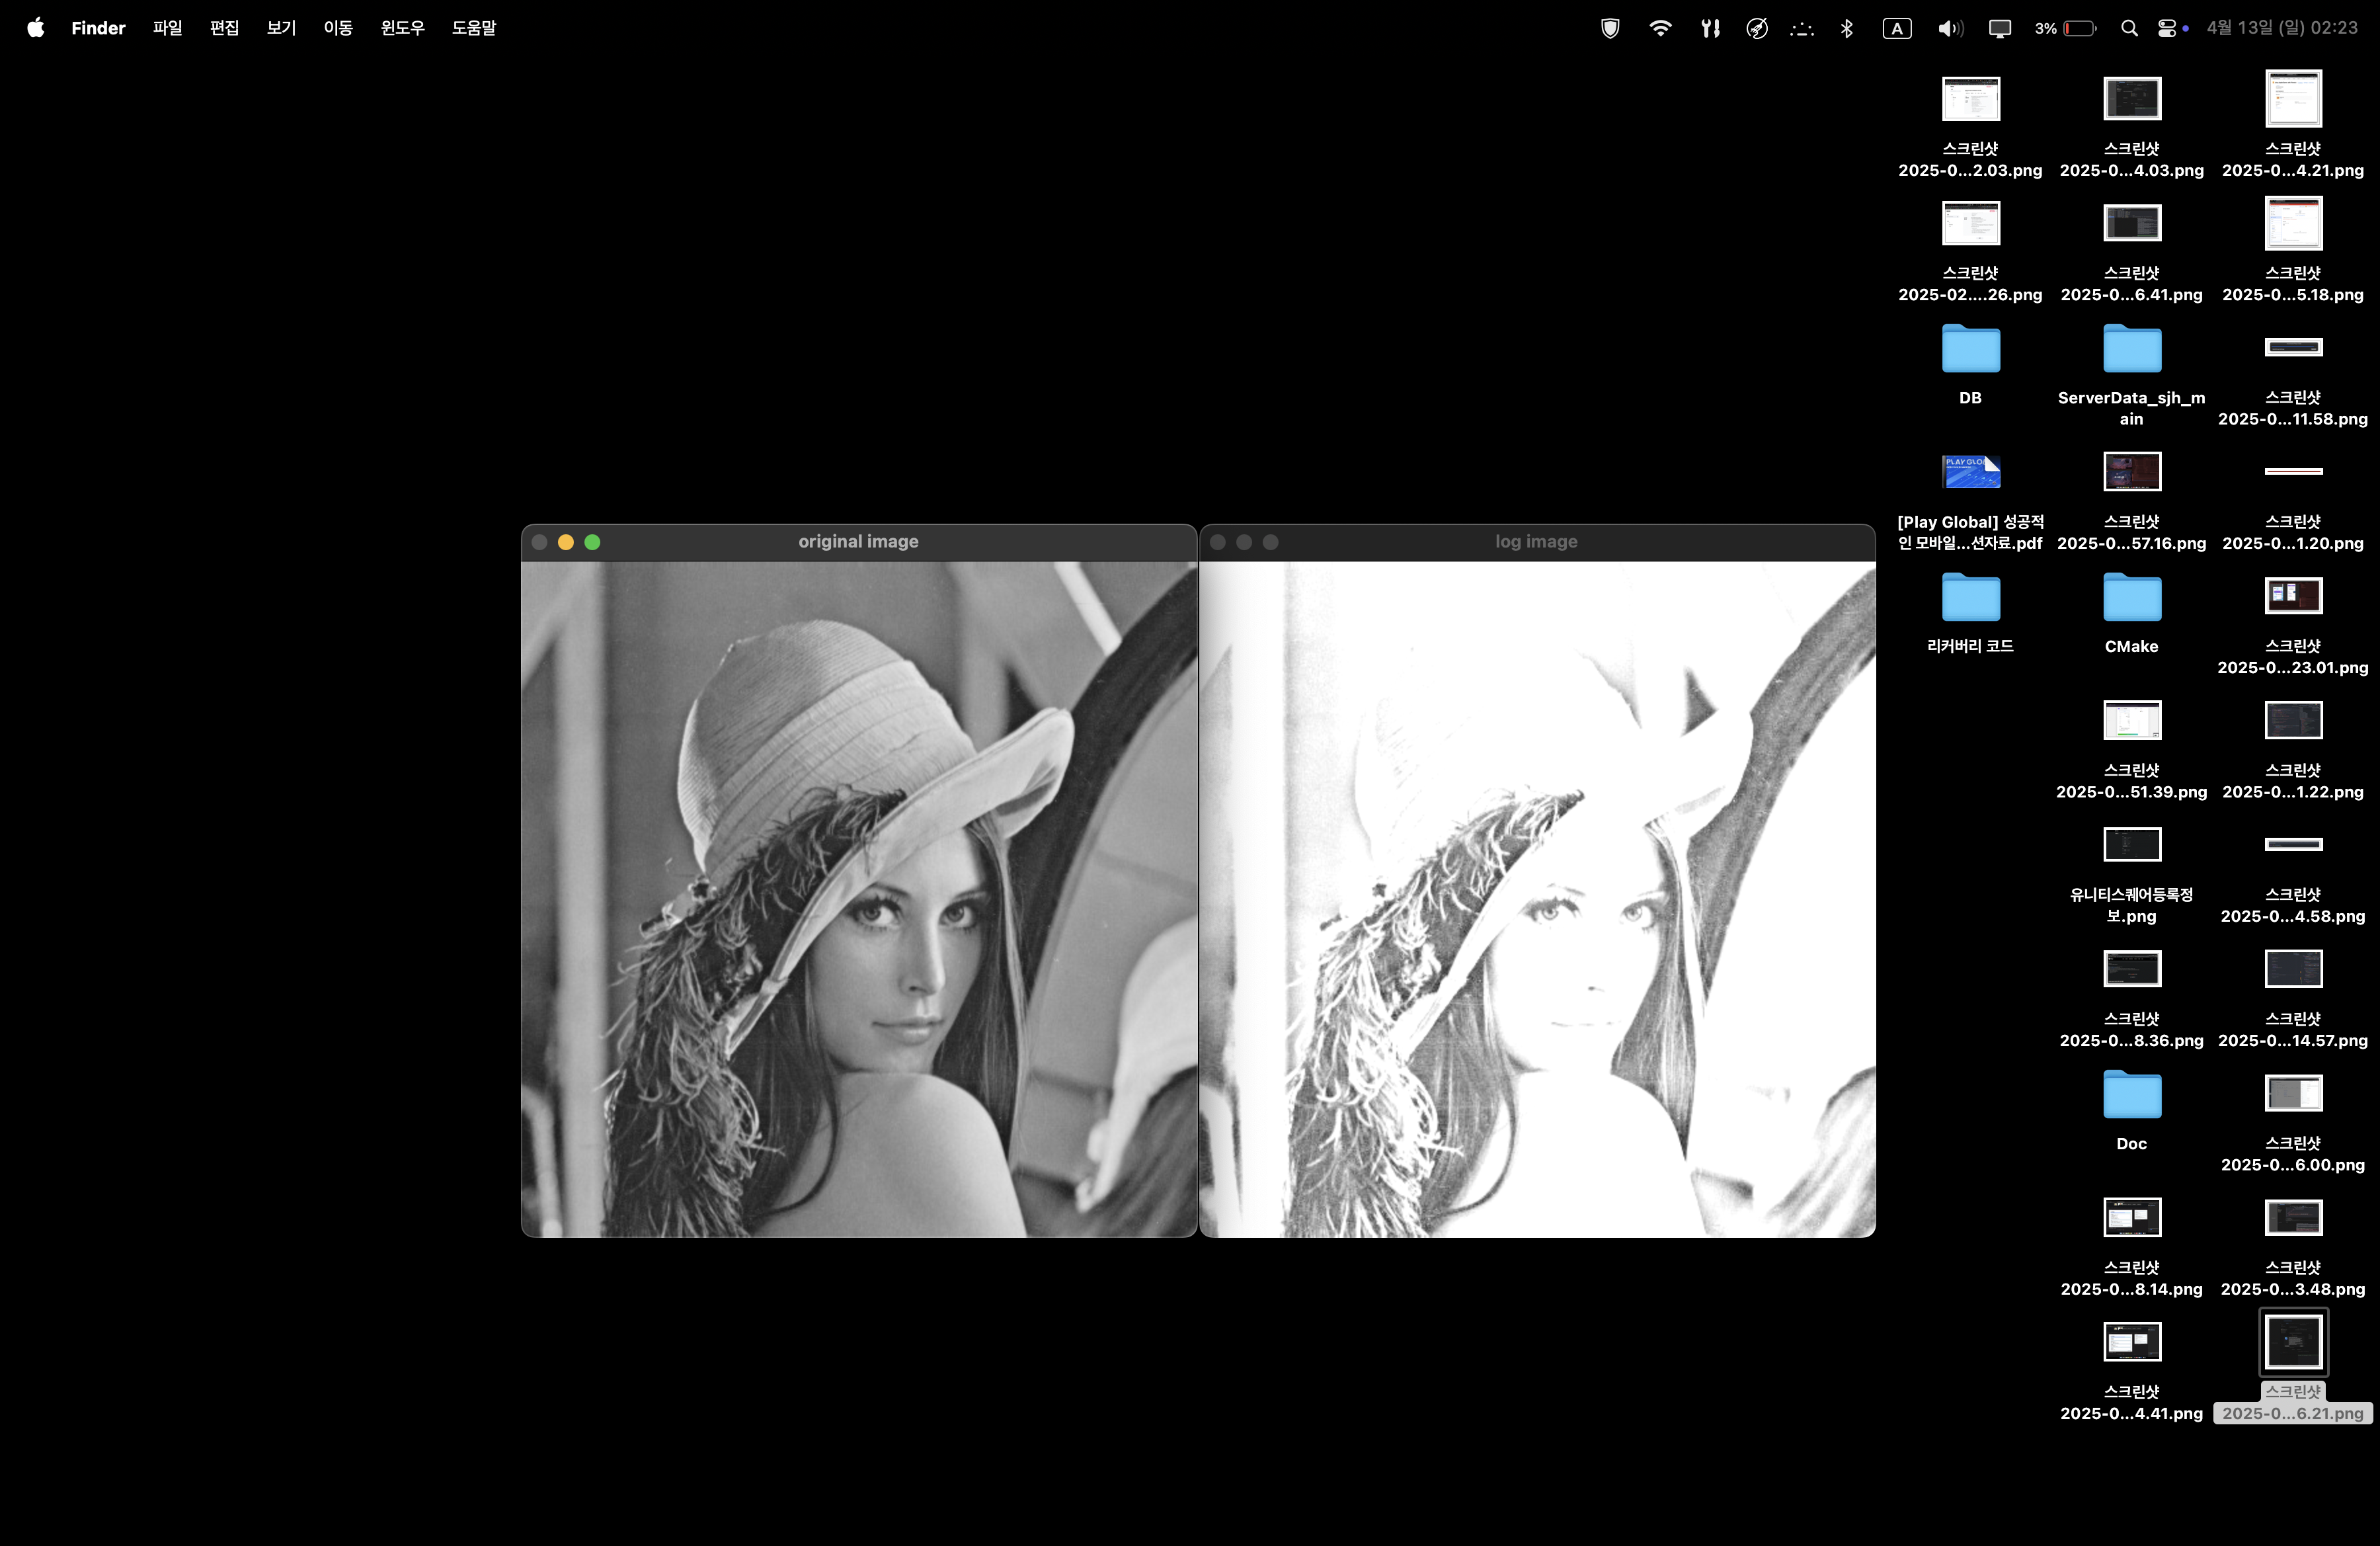 Finder 파일 편집 보기 이동 윈도우 도움말 A 3% 4월 13일 (일) 02:23
스크린샷
2025-0...2.03.png
스크린샷
2025-0...4.03.png
스크린샷
2025-0...4.21.png
스크린샷
2025-02....26.png
스크린샷
2025-0...6.41.png
스크린샷
2025-0...5.18.png
DB
ServerData_sjh_m
ain
스크린샷
2025-0...11.58.png
PLAY GLO
[Play Global] 성공적
인 모바일...션자료.pdf
스크린샷
2025-0...57.16.png
스크린샷
2025-0...1.20.png
original image
log image
리커버리 코드
CMake
스크린샷
2025-0...23.01.png
스크린샷
2025-0...51.39.png
스크린샷
2025-0...1.22.png
유니티스퀘어등록정
보.png
스크린샷
2025-0...4.58.png
스크린샷
2025-0...8.36.png
스크린샷
2025-0...14.57.png
Doc
스크린샷
2025-0...6.00.png
스크린샷
2025-0...8.14.png
스크린샷
2025-0...3.48.png
스크린샷
2025-0...4.41.png
스크린샷
2025-0...6.21.png